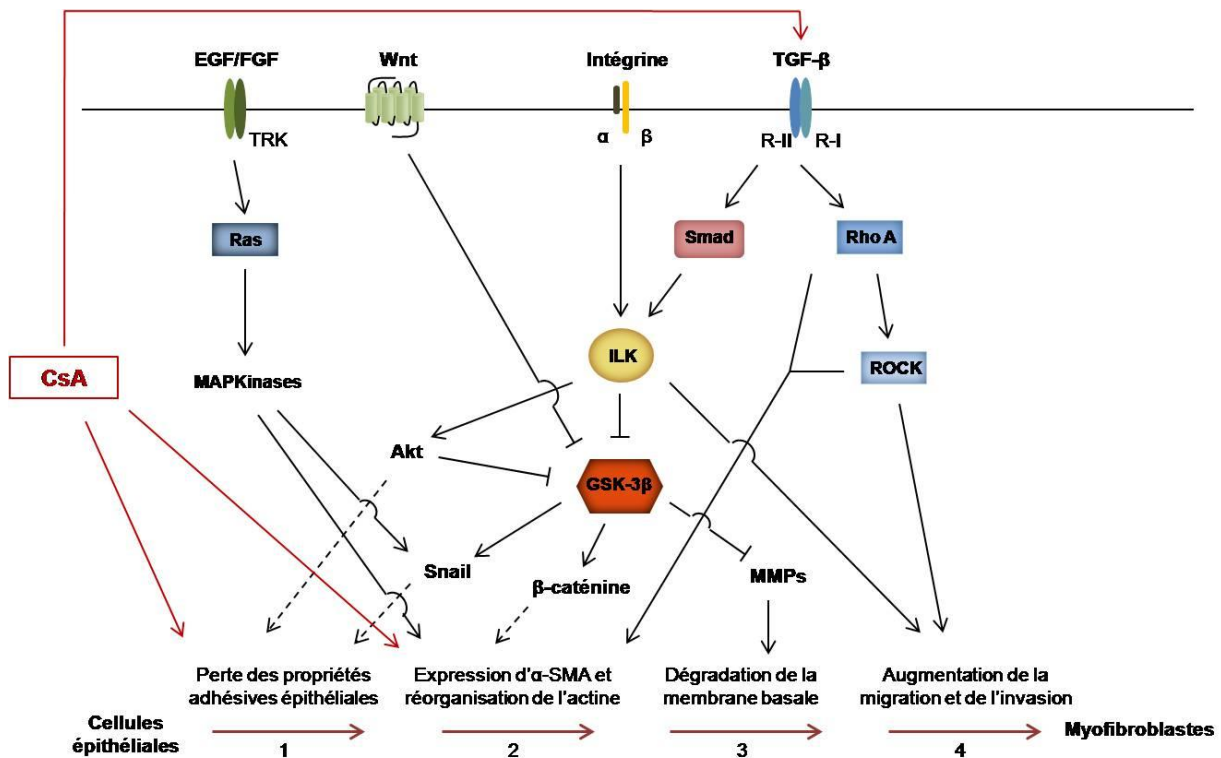 EGF/FGF
Wnt
Intégrine
TGF-β
TRK
α
β
R-II
R-I
Ras
Smad
Rho A
ILK
ROCK
CsA
MAPKinases
Akt
GSK-3β
Snail
β-caténine
MMPs
Perte des propriétés
adhésives épithéliales
Expression d'α-SMA et
réorganisation de l'actine
Dégradation de la
membrane basale
Augmentation de la
migration et de l'invasion
Cellules
épithéliales
1
2
3
4
Myofibroblastes